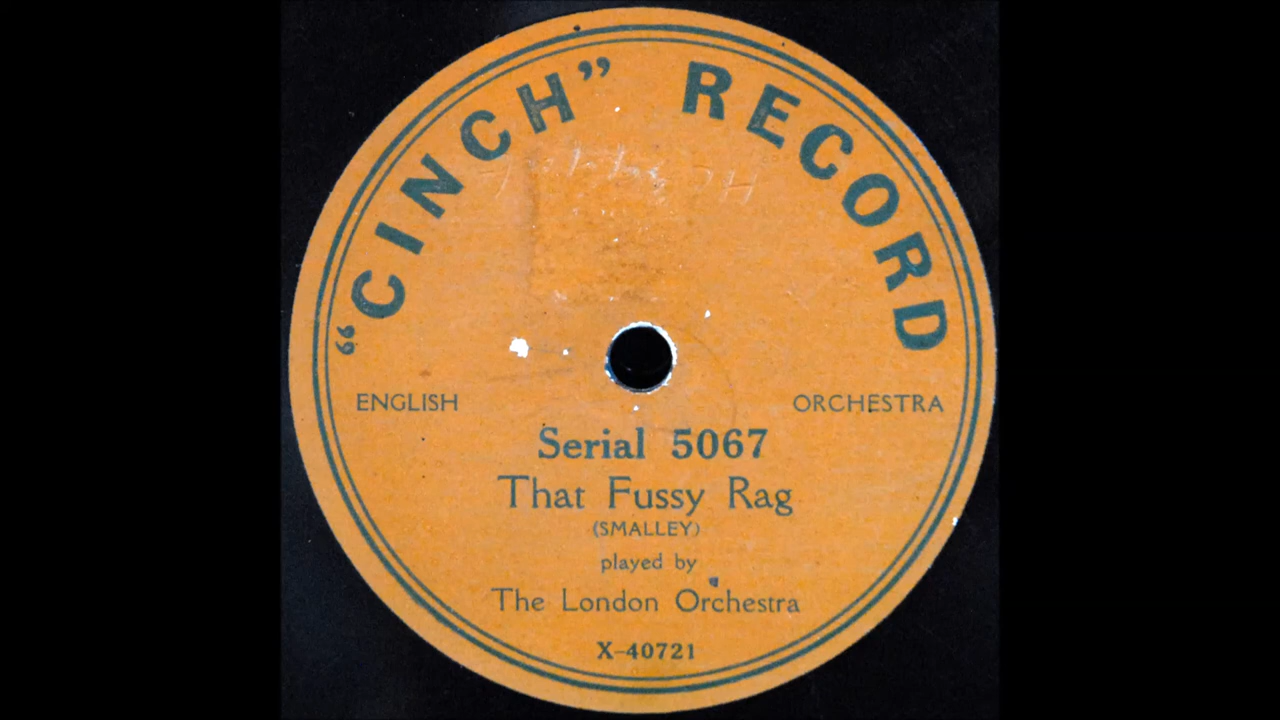 “CINCH” RECORD
ENGLISH ORCHESTRA
Serial 5067
That Fussy Rag
(SMALLEY)
played by
The London Orchestra
X-40721